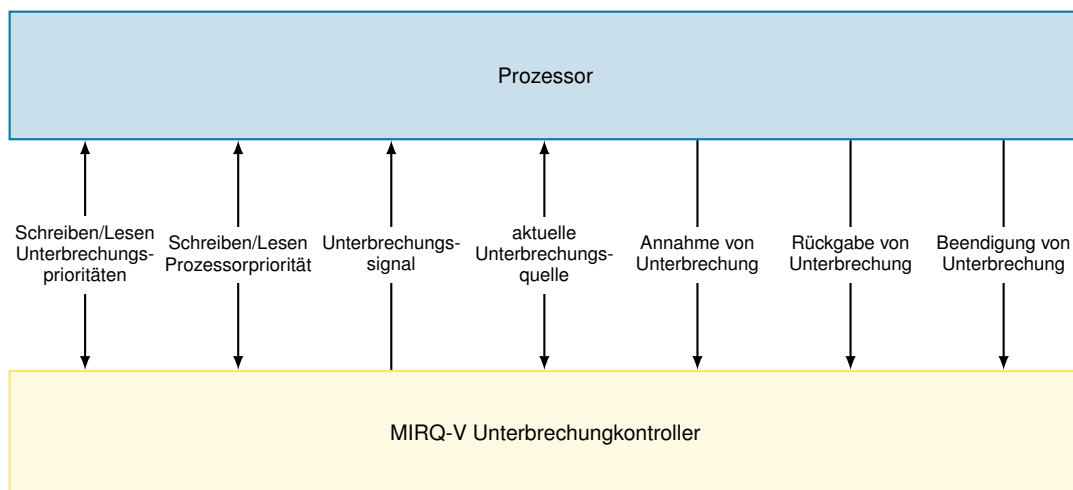 Prozessor
Schreiben/Lesen
Unterbrechungs-
prioritäten
Schreiben/Lesen
Prozessorpriorität
Unterbrechungs-
signal
aktuelle
Unterbrechungs-
quelle
Annahme von
Unterbrechung
Rückgabe von
Unterbrechung
Beendigung von
Unterbrechung
MIRQ-V Unterbrechungkontroller